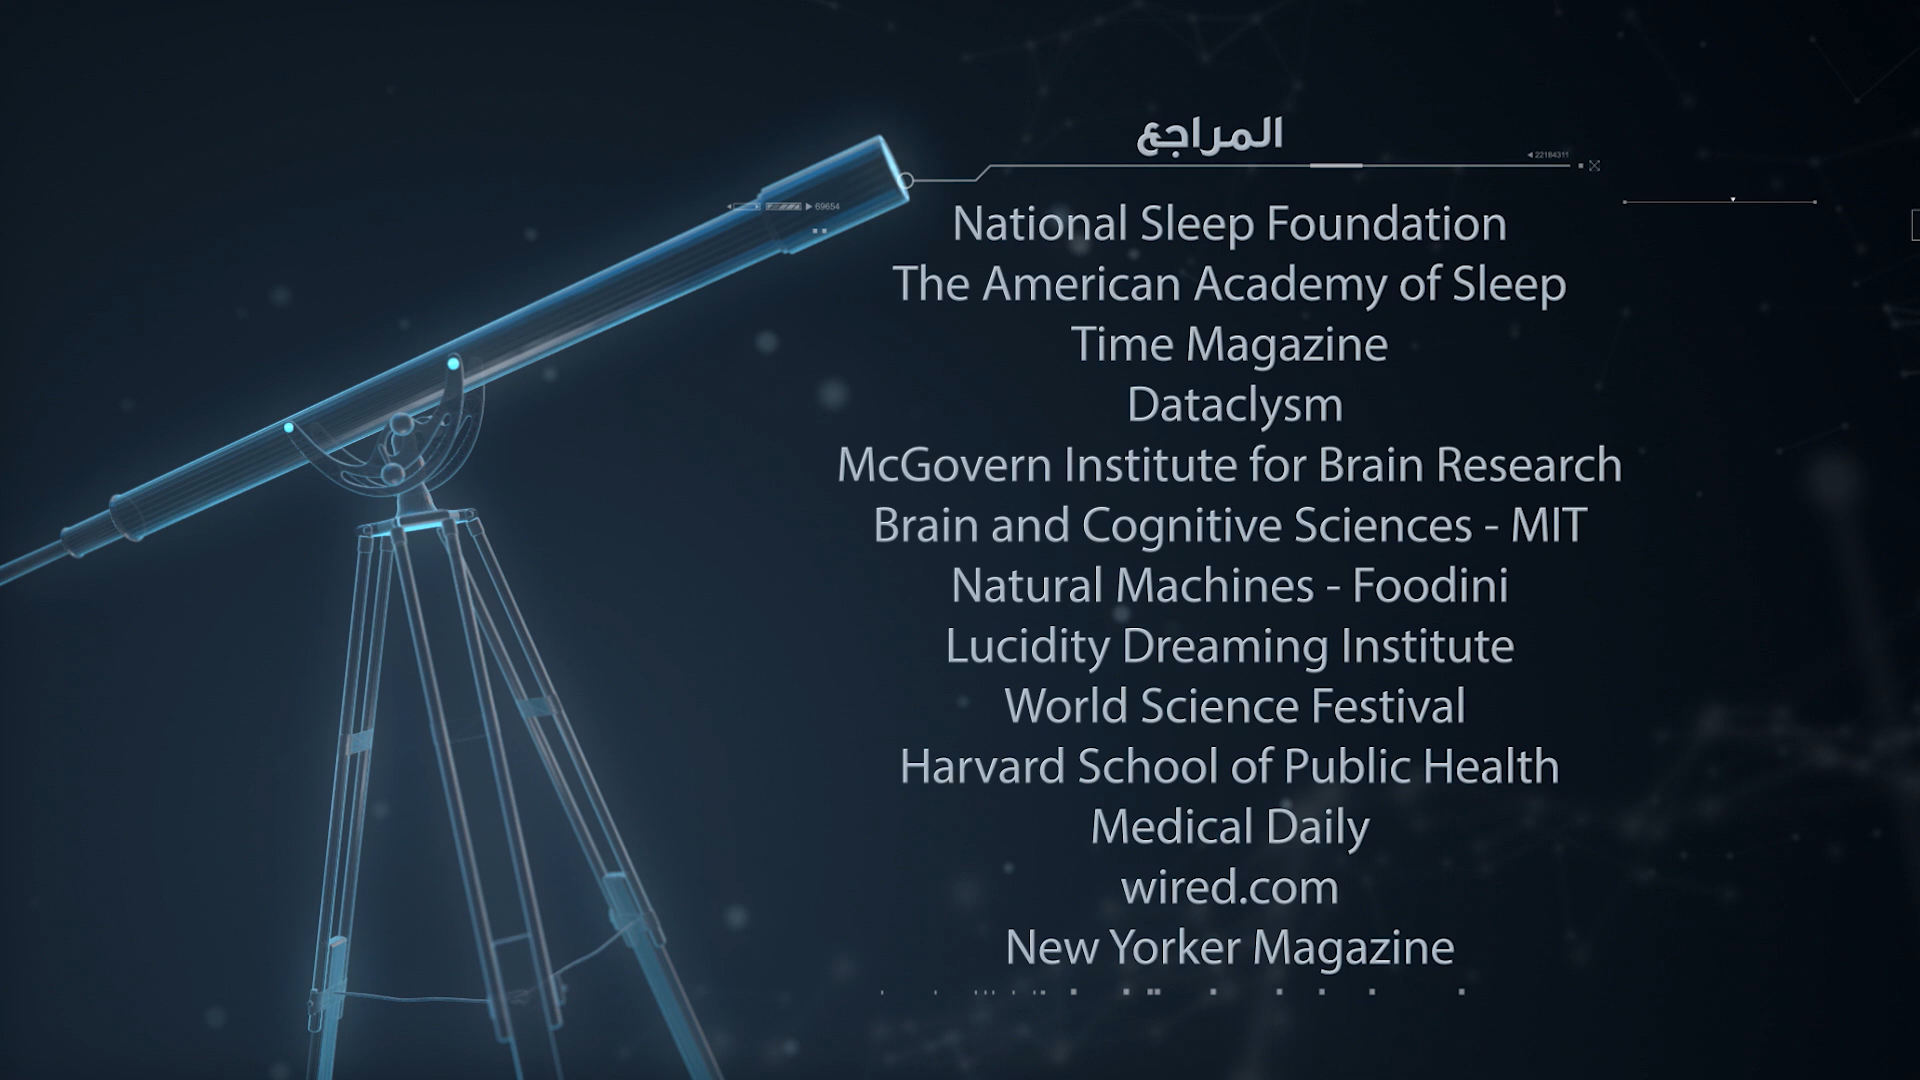 المراجع
22184311
69654
National Sleep Foundation
The American Academy of Sleep
Time Magazine
Dataclysm
McGovern Institute for Brain Research
Brain and Cognitive Sciences - MIT
Natural Machines - Foodini
Lucidity Dreaming Institute
World Science Festival
Harvard School of Public Health
Medical Daily
wired.com
New Yorker Magazine